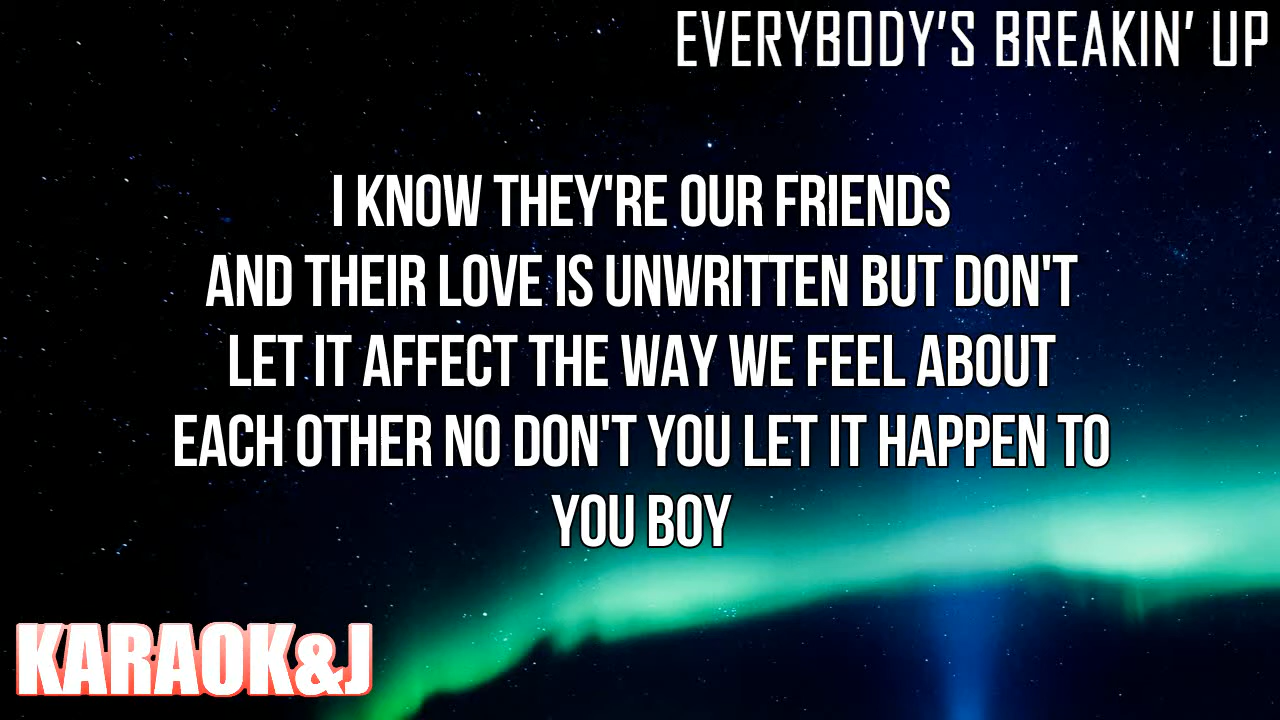 EVERYBODY’S BREAKIN’ UP
I KNOW THEY'RE OUR FRIENDS
AND THEIR LOVE IS UNWRITTEN BUT DON'T
LET IT AFFECT THE WAY WE FEEL ABOUT
EACH OTHER NO DON'T YOU LET IT HAPPEN TO
YOU BOY
KARAOK&J